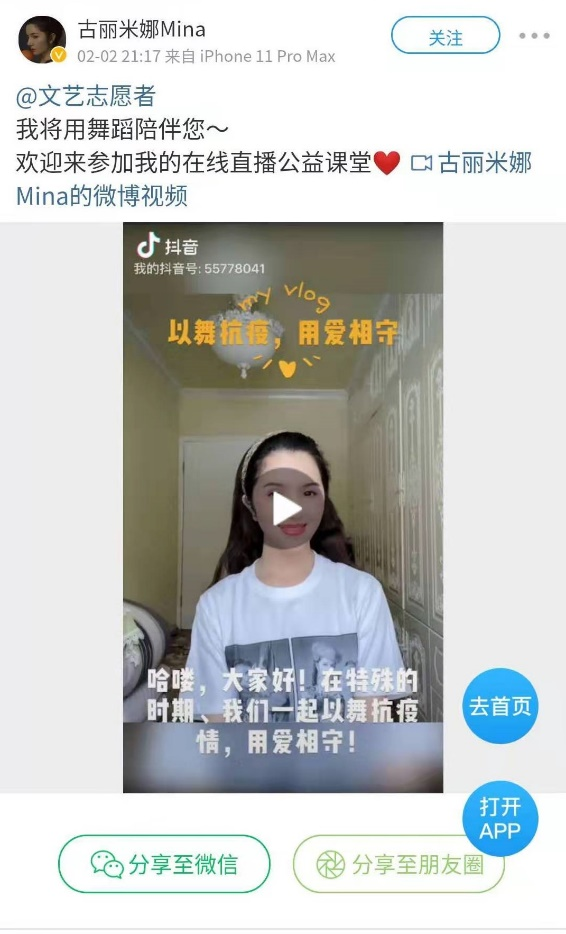 古丽米娜Mina
02-02 21:17 来自 iPhone 11 Pro Max
关注
@文艺志愿者
我将用舞蹈陪伴您～
欢迎来参加我的在线直播公益课堂❤️ 古丽米娜
Mina的微博视频
抖音
我的抖音号: 55778041
my vlog
以舞抗疫，用爱相守
哈喽，大家好！在特殊的
时期、我们一起以舞抗疫
情，用爱相守！
去首页
打开
APP
分享至微信
分享至朋友圈